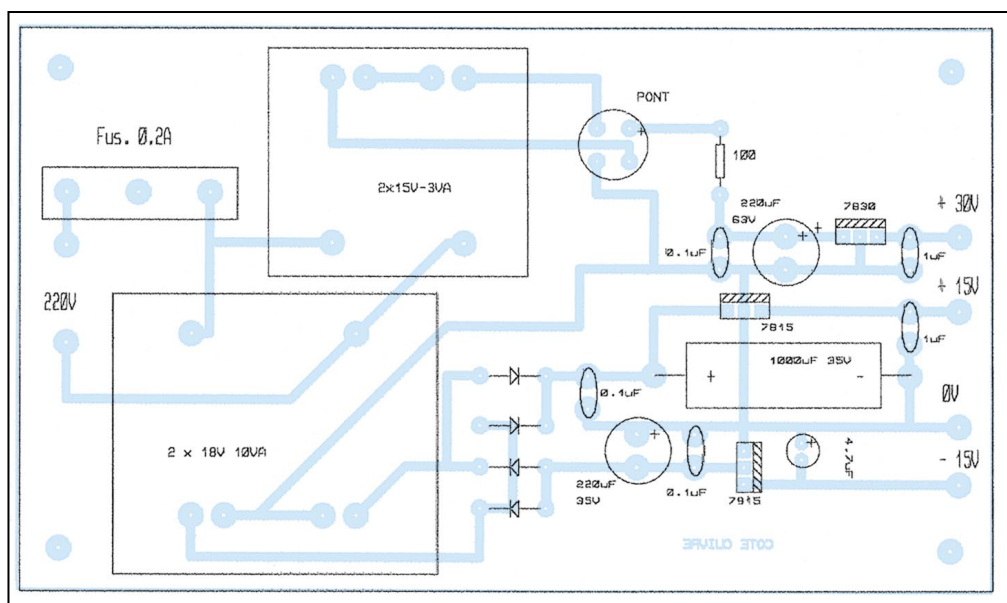 PONT
+
Fus. 0.2A
100
2x15V-3VA
220uF
63V
+
+
7830
+ 30V
0.1uF
1uF
220V
+ 15V
7815
1uF
1000uF 35V
+
-
0V
0.1uF
2 x 18V 10VA
+
+
4.7uF
- 15V
220uF
35V
0.1uF
7915
COTE CUIVRE